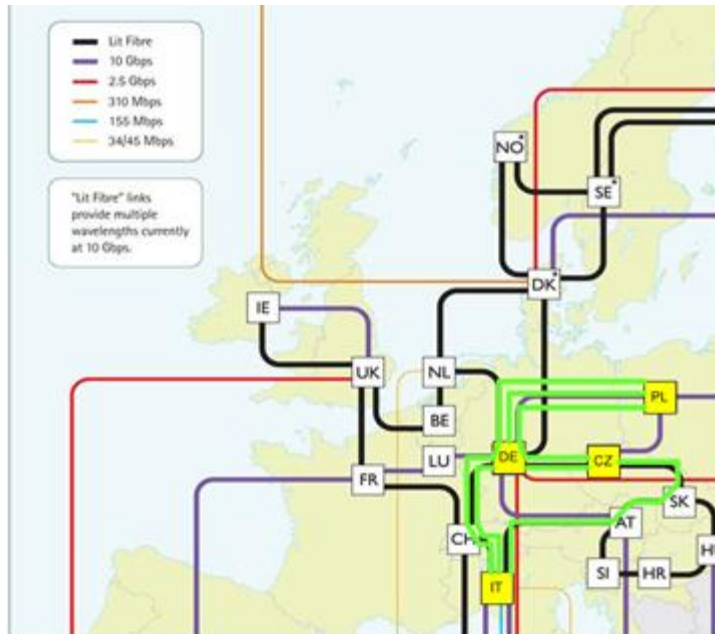 Lit Fibre
10 Gbps
2.5 Gbps
310 Mbps
155 Mbps
34/45 Mbps
"Lit Fibre" links
provide multiple
wavelengths currently
at 10 Gbps.
NO*
SE*
DK*
IE
UK
NL
PL
BE
LU
DE
CZ
FR
SK
AT
CH
SI
HR
IT